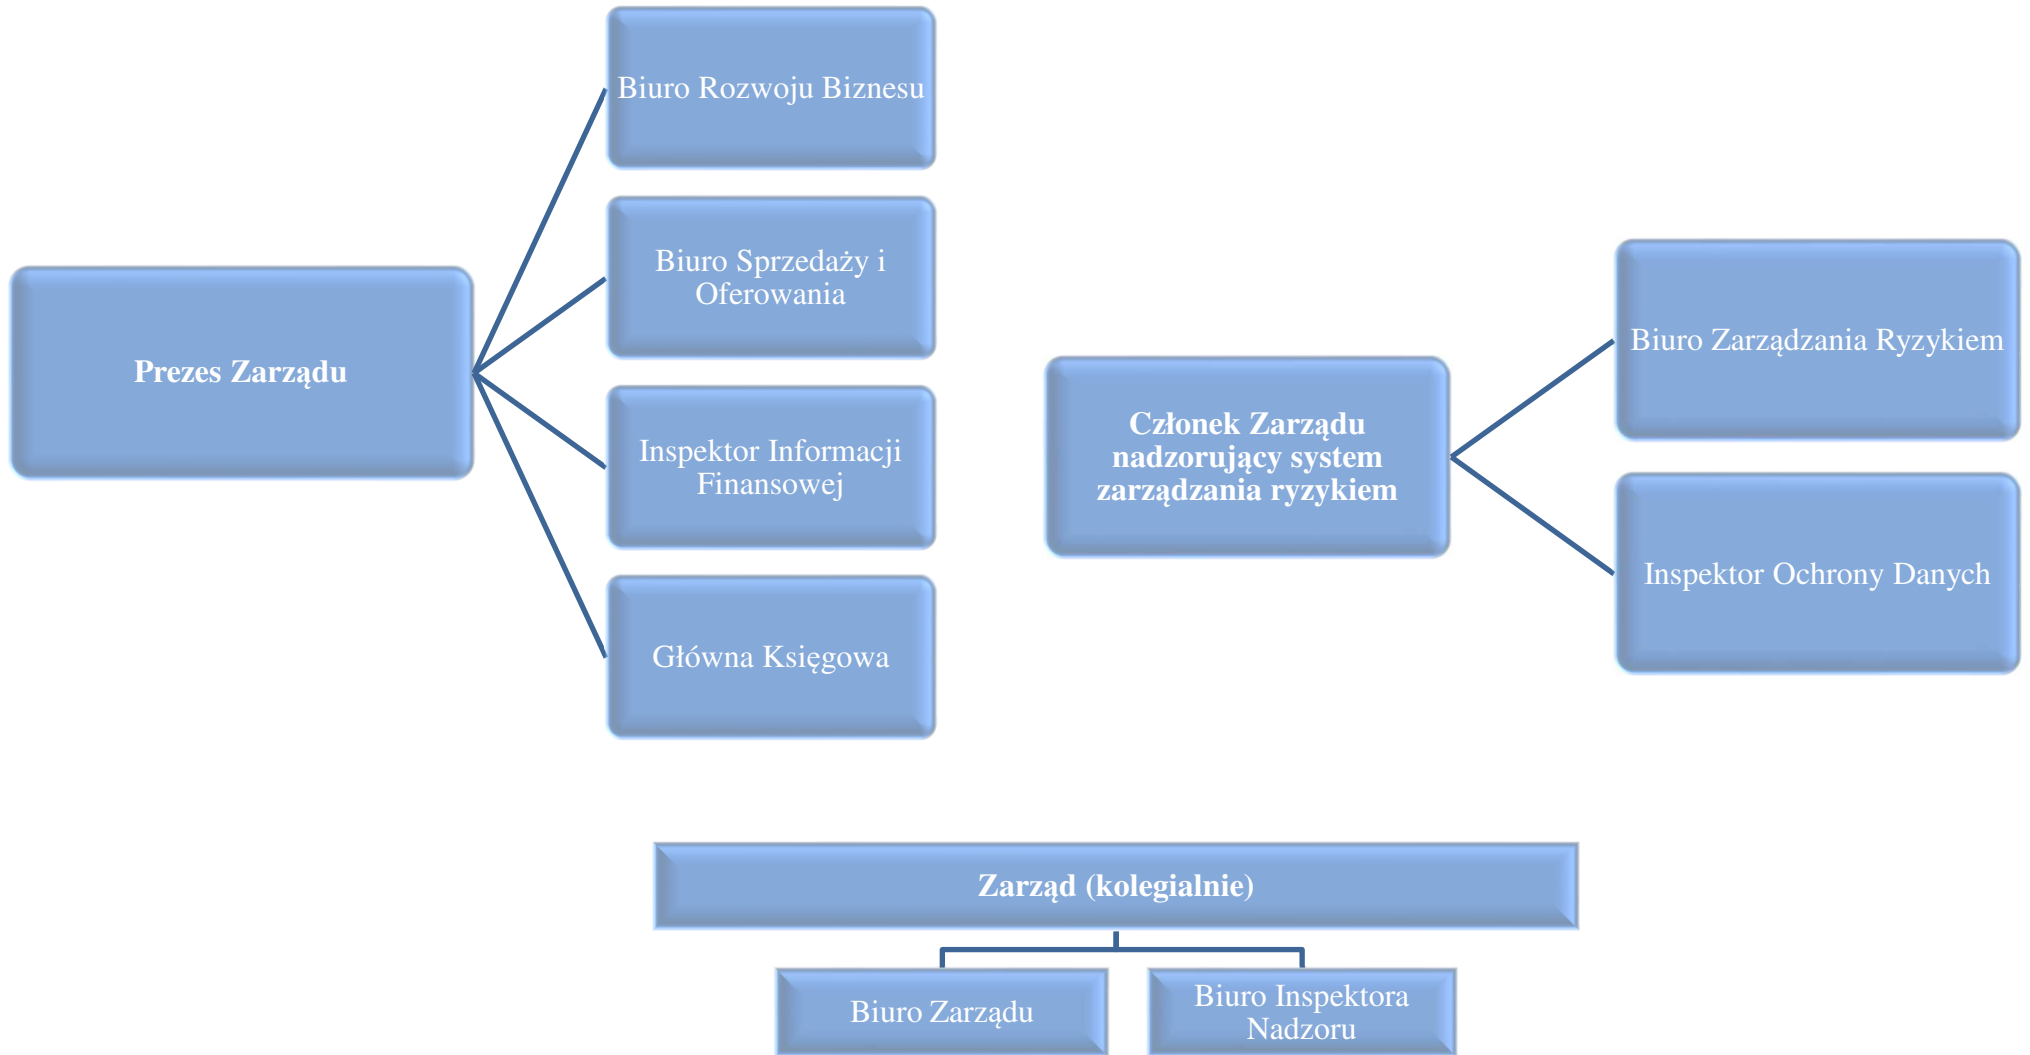 Biuro Rozwoju Biznesu
Biuro Sprzedaży i
Oferowania
Prezes Zarządu
Inspektor Informacji
Finansowej
Główna Księgowa
Biuro Zarządzania Ryzykiem
Członek Zarządu
nadzorujący system
zarządzania ryzykiem
Inspektor Ochrony Danych
Zarząd (kolegialnie)
Biuro Zarządu
Biuro Inspektora
Nadzoru